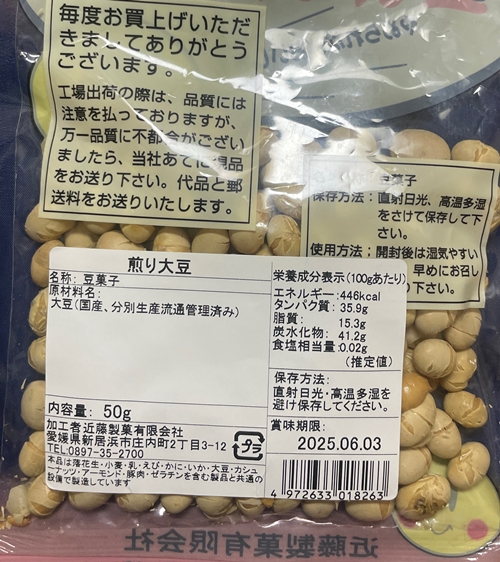 毎度お買上げいただ
きましてありがとう
ございます。
工場出荷の際は、品質には
注意を払っておりますが、
万一品質に不都合がござい
ましたら、当社あてに現品
をお送り下さい。代品と郵
送料をお送りいたします。
豆菓子
保存方法：直射日光、高温多湿
をさけて保存して下
さい。
使用方法：開封後は湿気やすい
早めにお召し
り下さい。
煎り大豆
名称: 豆菓子
原材料名:
大豆(国産、分別生産流通管理済み)
内容量: 50g
加工者近藤製菓有限会社
愛媛県新居浜市庄内町2丁目3-12
TEL.0897-35-2700
プラ
本品は落花生・小麦・乳・えび・かに・いか・大豆・カシュ
ーナッツ・アーモンド・豚肉・ゼラチンを含む製品と共通の
設備で製造しています
栄養成分表示(100gあたり)
エネルギー:446kcal
タンパク質: 35.9g
脂質: 15.3g
炭水化物: 41.2g
食塩相当量:0.02g
(推定値)
保存方法:
直射日光・高温多湿を
避け保存してください。
賞味期限:
2025.06.03
4 972633 018263
近藤製菓有限会社